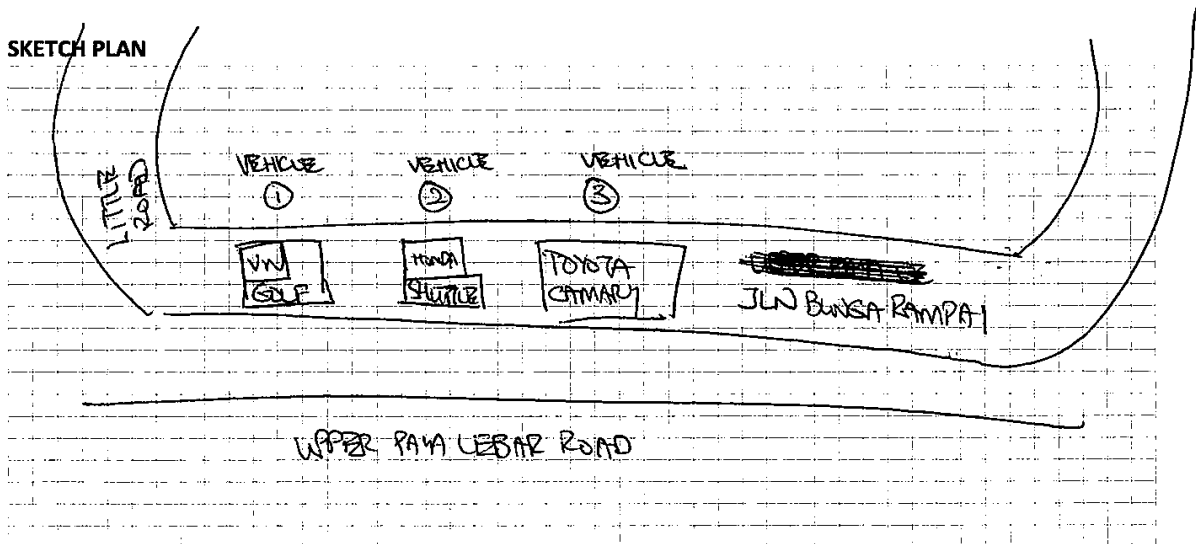 SKETCH PLAN
LITTLE
ROAD
VEHICLE
1
VEHICLE
2
VEHICLE
3
VW
GOLF
HONDA
SHUTTLE
TOYOTA
CAMARY
JLN BUNGA RAMPAI
UPPER PAYA LEBAR ROAD